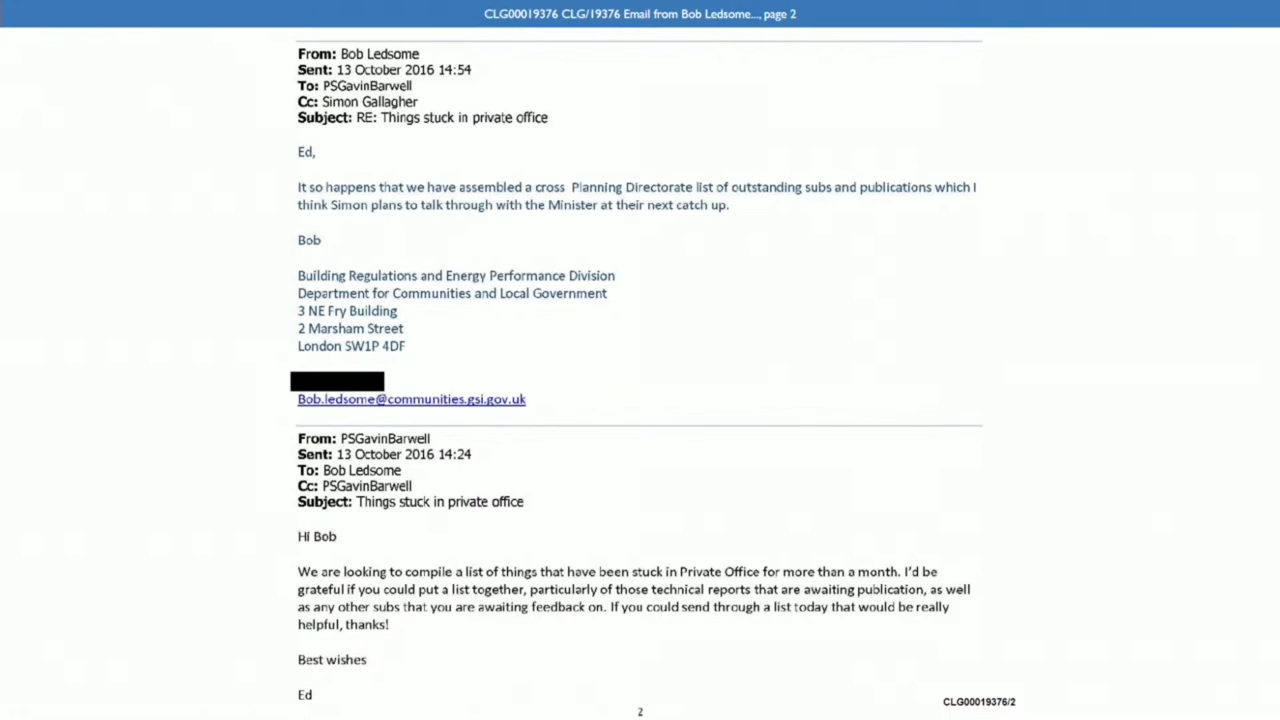 CLG00019376 CLG/19376 Email from Bob Ledsome..., page 2
From: Bob Ledsome
Sent: 13 October 2016 14:54
To: PSGavinBarwell
Cc: Simon Gallagher
Subject: RE: Things stuck in private office
Ed,
It so happens that we have assembled a cross  Planning Directorate list of outstanding subs and publications which I
think Simon plans to talk through with the Minister at their next catch up.
Bob
Building Regulations and Energy Performance Division
Department for Communities and Local Government
3 NE Fry Building
2 Marsham Street
London SW1P 4DF
Bob.ledsome@communities.gsi.gov.uk
From: PSGavinBarwell
Sent: 13 October 2016 14:24
To: Bob Ledsome
Cc: PSGavinBarwell
Subject: Things stuck in private office
Hi Bob
We are looking to compile a list of things that have been stuck in Private Office for more than a month. I'd be
grateful if you could put a list together, particularly of those technical reports that are awaiting publication, as well
as any other subs that you are awaiting feedback on. If you could send through a list today that would be really
helpful, thanks!
Best wishes
Ed
CLG00019376/2
2